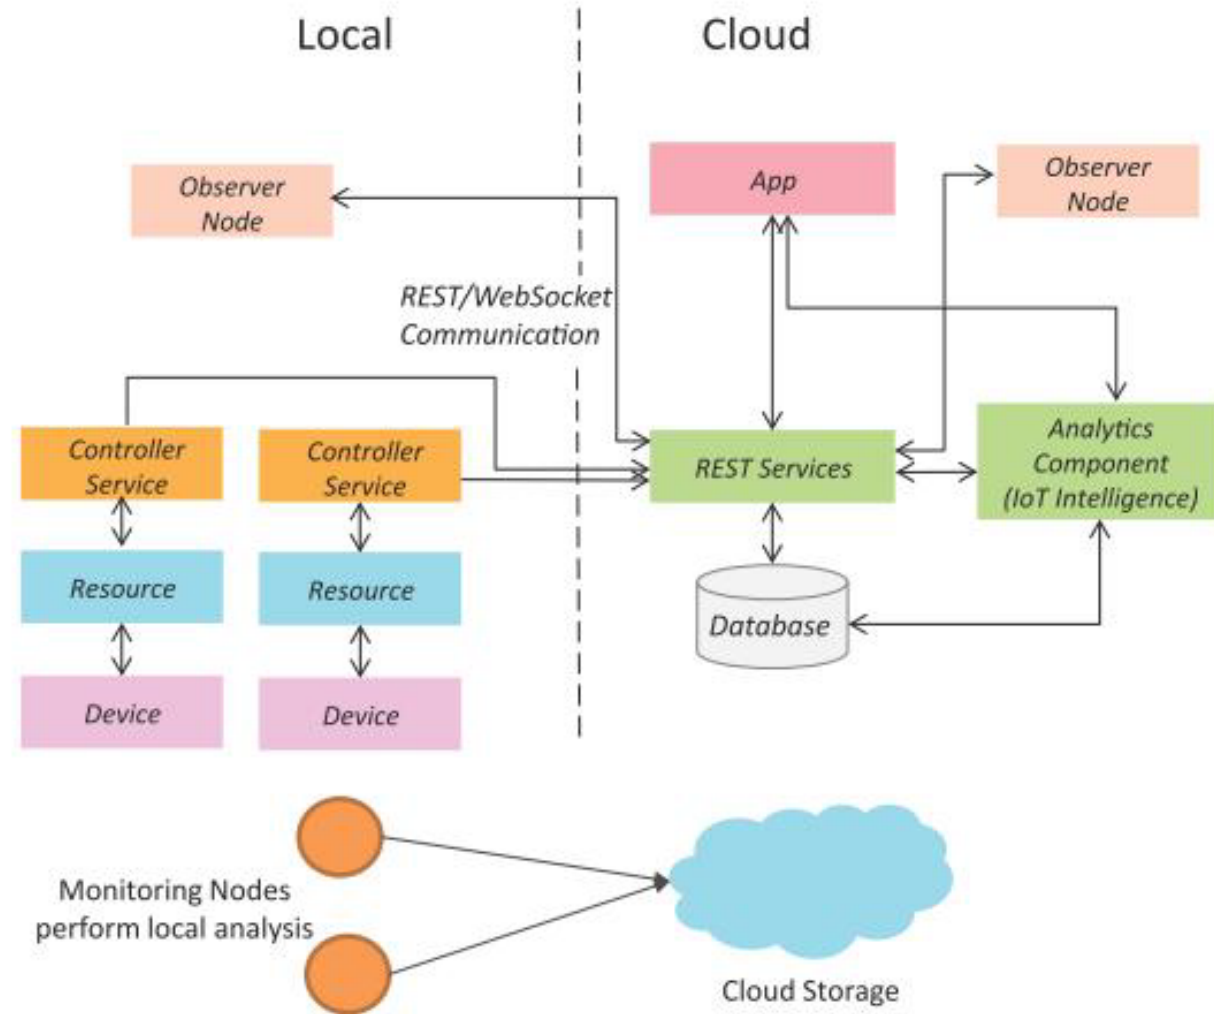 Local
Cloud
Observer
Node
App
Observer
Node
REST/WebSocket
Communication
Controller
Service
Controller
Service
REST Services
Analytics
Component
(IoT Intelligence)
Resource
Resource
Database
Device
Device
Monitoring Nodes
perform local analysis
Cloud Storage